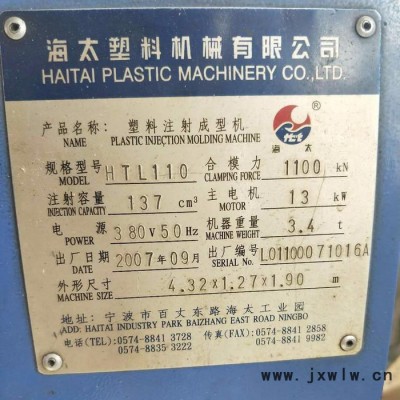 海太塑料机械有限公司
HAITAI PLASTIC MACHINERY CO.,LTD.
产品名称: 塑料注射成型机
PLASTIC INJECTION MOLDING MACHINE
Hct ®
海太
规格型号 HTL110 合模力 1100 kN
MODEL CLAMPING FORCE
注射容量 137 cm³ 主电机 13 kW
INJECTION CAPACITY MOTOR
电源 380V50Hz 机器重量 3.4 t
POWER MACHINE WEIGHT
出厂日期 2007年09月 出厂编号 L01100071016A
DATE SERIAL No.
外形尺寸 4.32×1.27×1.90 m
MACHINE SIZE
地址:宁波市百丈东路海太工业园
ADD: HAITAI INDUSTRY PARK BAIZHANG EAST ROAD NINGBO
电话(TEL):0574-8841 3728 传真(FAX):0574-8841 2858
0574-8835 3222 0574-8841 9982
www.jxwlw.cn